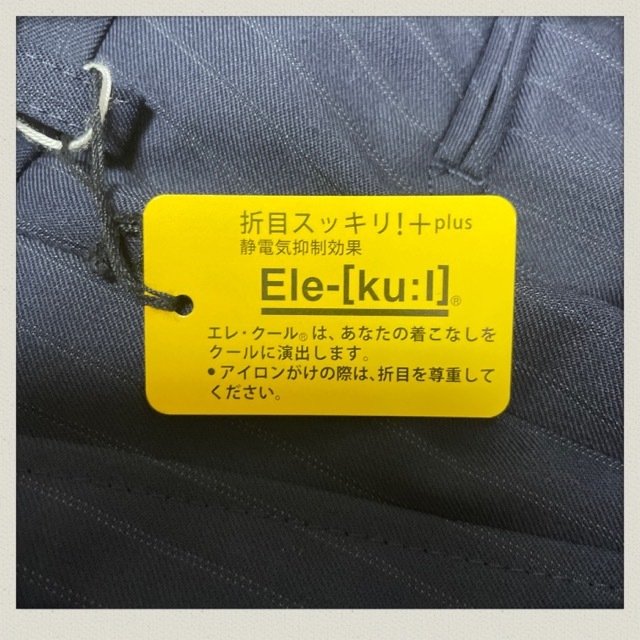 折目スッキリ!+plus
静電気抑制効果
Ele-[ku:l]®
エレ・クール®は、あなたの着こなしを
クールに演出します。
●アイロンがけの際は、折目を尊重して
ください。